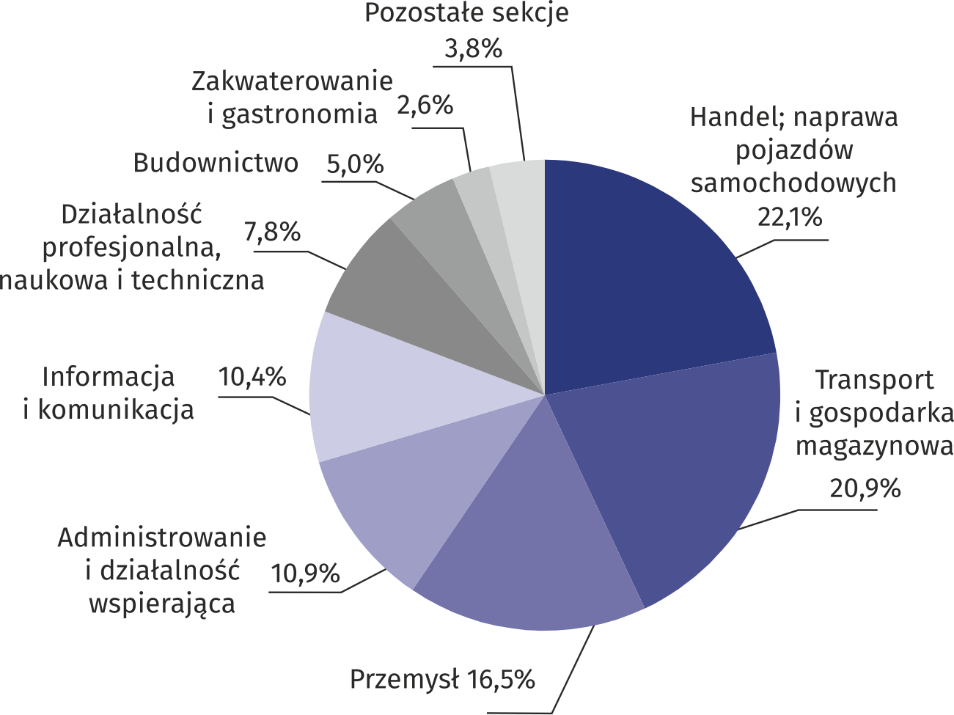 Pozostałe sekcje
3,8%
Zakwaterowanie
i gastronomia
2,6%
Budownictwo
5,0%
Działalność
profesjonalna,
naukowa i techniczna
7,8%
Informacja
i komunikacja
10,4%
Administrowanie
i działalność
wspierająca
10,9%
Przemysł 16,5%
Handel; naprawa
pojazdów
samochodowych
22,1%
Transport
i gospodarka
magazynowa
20,9%